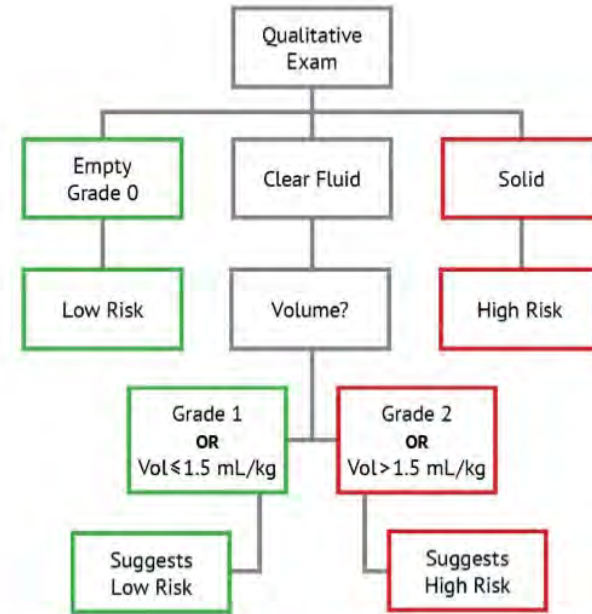 Qualitative
Exam
Empty
Grade 0
Clear Fluid
Solid
Low Risk
Volume?
High Risk
Grade 1
OR
Vol≤1.5 mL/kg
Grade 2
OR
Vol>1.5 mL/kg
Suggests
Low Risk
Suggests
High Risk